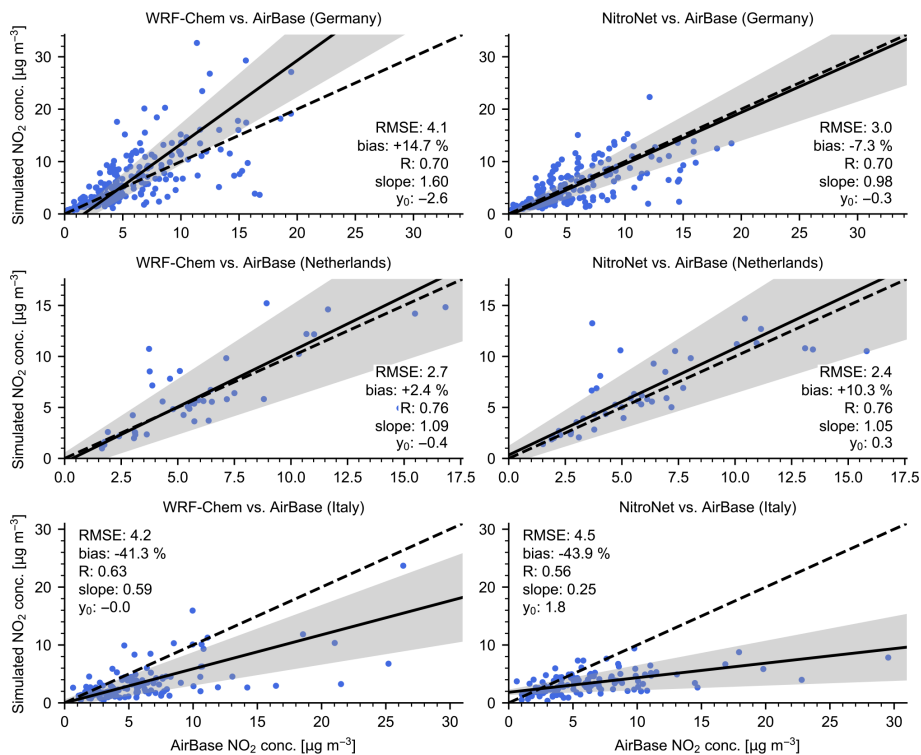 WRF-Chem vs. AirBase (Germany)
NitroNet vs. AirBase (Germany)
Simulated NO₂ conc. [µg m⁻³]
30
20
10
0
RMSE: 4.1
bias: +14.7 %
R: 0.70
slope: 1.60
y₀: −2.6
0 5 10 15 20 25 30
30
20
10
0
RMSE: 3.0
bias: -7.3 %
R: 0.70
slope: 0.98
y₀: −0.3
0 5 10 15 20 25 30
WRF-Chem vs. AirBase (Netherlands)
NitroNet vs. AirBase (Netherlands)
Simulated NO₂ conc. [µg m⁻³]
15
10
5
0
RMSE: 2.7
bias: +2.4 %
R: 0.76
slope: 1.09
y₀: −0.4
0.0 2.5 5.0 7.5 10.0 12.5 15.0 17.5
15
10
5
0
RMSE: 2.4
bias: +10.3 %
R: 0.76
slope: 1.05
y₀: 0.3
0.0 2.5 5.0 7.5 10.0 12.5 15.0 17.5
WRF-Chem vs. AirBase (Italy)
NitroNet vs. AirBase (Italy)
Simulated NO₂ conc. [µg m⁻³]
30
20
10
0
RMSE: 4.2
bias: -41.3 %
R: 0.63
slope: 0.59
y₀: −0.0
0 5 10 15 20 25 30
AirBase NO₂ conc. [µg m⁻³]
30
20
10
0
RMSE: 4.5
bias: -43.9 %
R: 0.56
slope: 0.25
y₀: 1.8
0 5 10 15 20 25 30
AirBase NO₂ conc. [µg m⁻³]